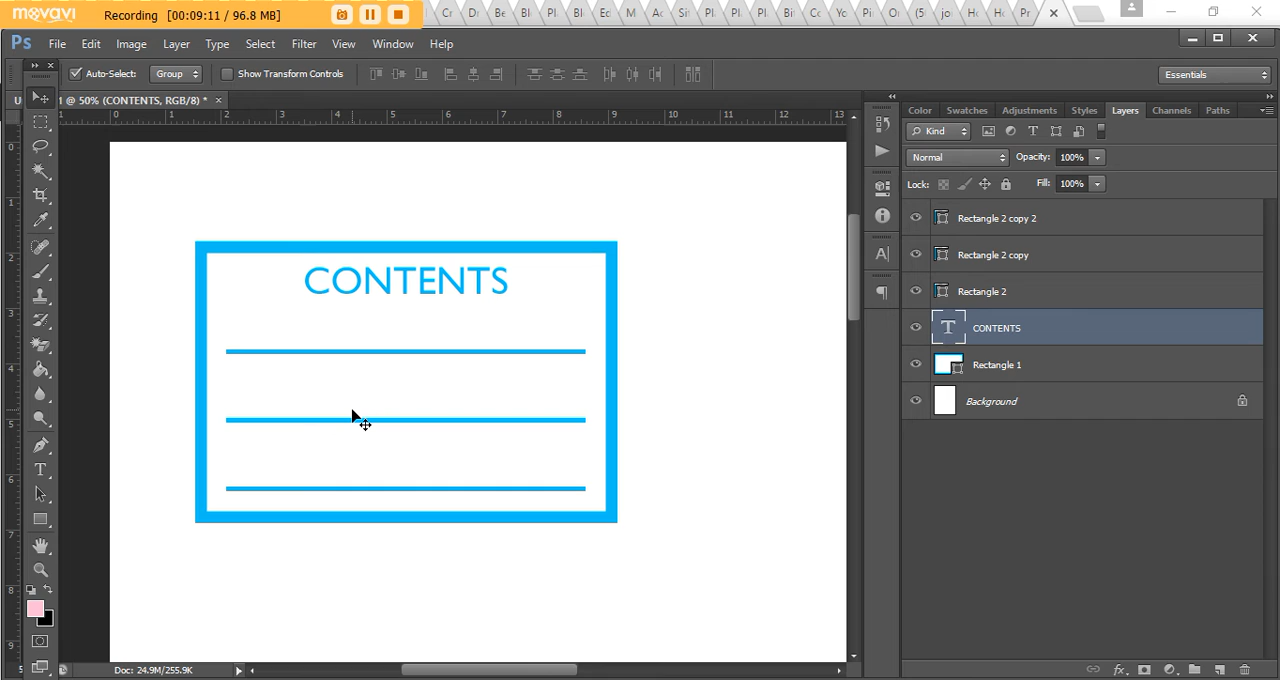 movavi Recording [00:09:11 / 96.8 MB]
Ps File Edit Image Layer Type Select Filter View Window Help
Auto-Select: Group Show Transform Controls Essentials
1 @ 50% (CONTENTS, RGB/8) *
Color Swatches Adjustments Styles Layers Channels Paths
Kind
Normal Opacity: 100%
Lock: Fill: 100%
Rectangle 2 copy 2
Rectangle 2 copy
Rectangle 2
CONTENTS
Rectangle 1
Background
CONTENTS
Doc: 24.9M/255.9K